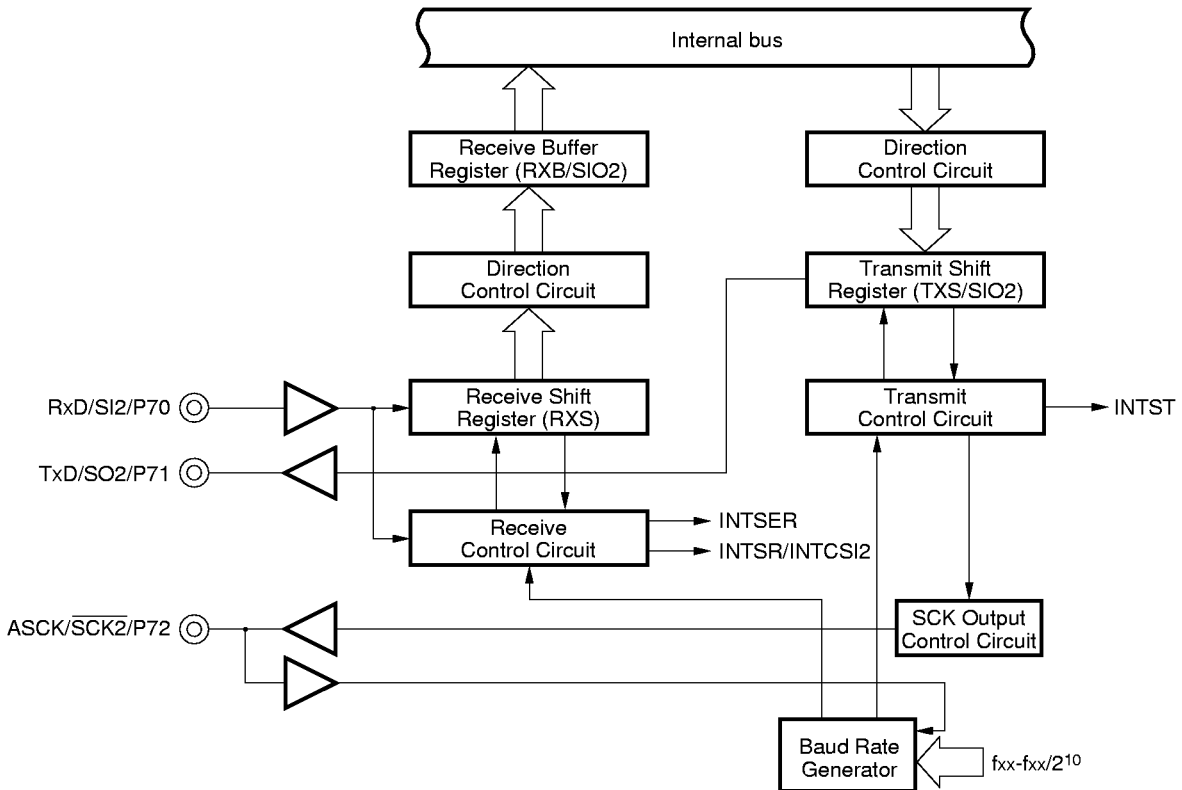 Internal bus
Receive Buffer
Register (RXB/SIO2)
Direction
Control Circuit
Direction
Control Circuit
Transmit Shift
Register (TXS/SIO2)
RxD/SI2/P70
Receive Shift
Register (RXS)
Transmit
Control Circuit
INTST
TxD/SO2/P71
Receive
Control Circuit
INTSER
INTSR/INTCSI2
ASCK/S̅C̅K̅2̅/P72
SCK Output
Control Circuit
Baud Rate
Generator
fxx-fxx/2¹⁰